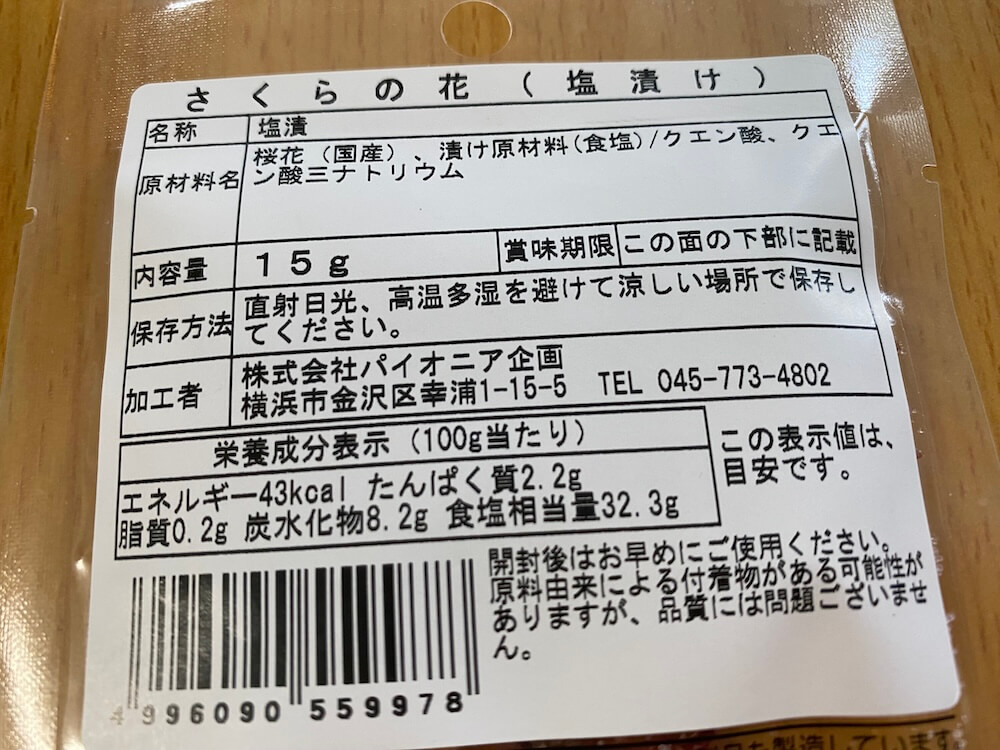 さくらの花（塩漬け）
名称 塩漬
原材料名 桜花（国産）、漬け原材料(食塩)/クエン酸、クエ
ン酸三ナトリウム
内容量 １５ｇ 賞味期限 この面の下部に記載
保存方法 直射日光、高温多湿を避けて涼しい場所で保存し
てください。
加工者 株式会社パイオニア企画
横浜市金沢区幸浦1-15-5 TEL 045-773-4802
栄養成分表示（100g当たり）
エネルギー43kcal たんぱく質2.2g
脂質0.2g 炭水化物8.2g 食塩相当量32.3g
この表示値は、
目安です。
開封後はお早めにご使用ください。
原料由来による付着物がある可能性が
ありますが、品質には問題ございませ
ん。
4 996090 559978
製造しています